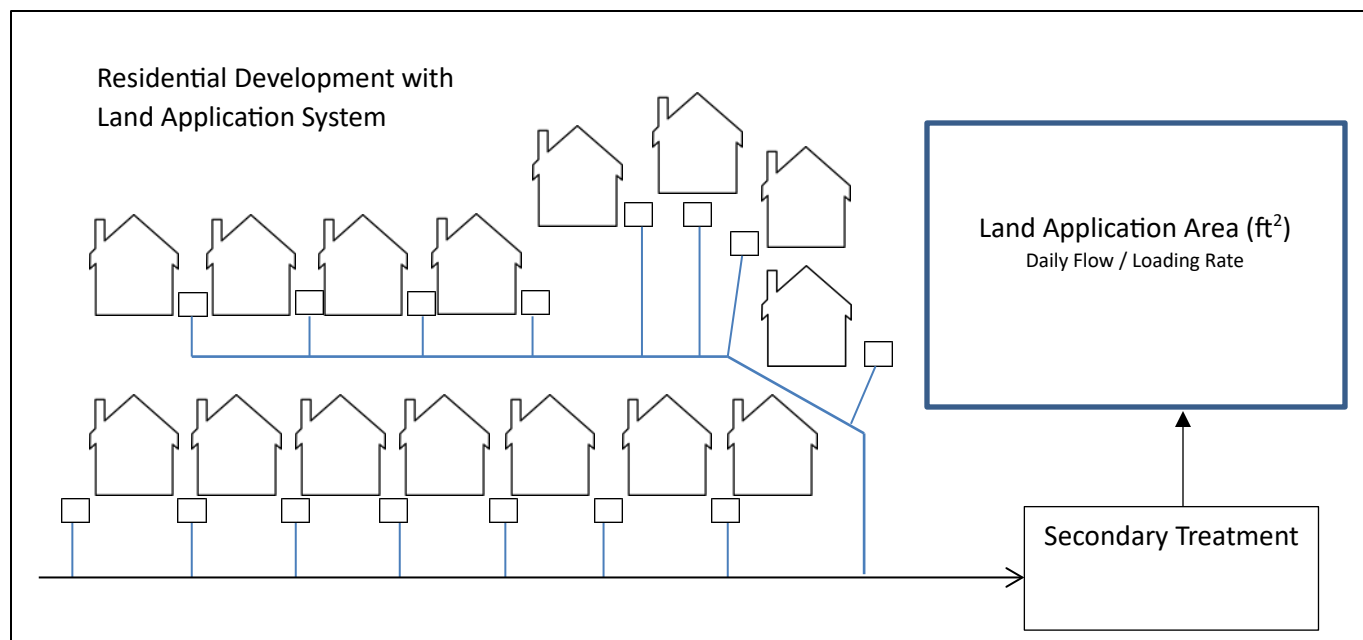 Residential Development with
Land Application System
Land Application Area (ft²)
Daily Flow / Loading Rate
Secondary Treatment